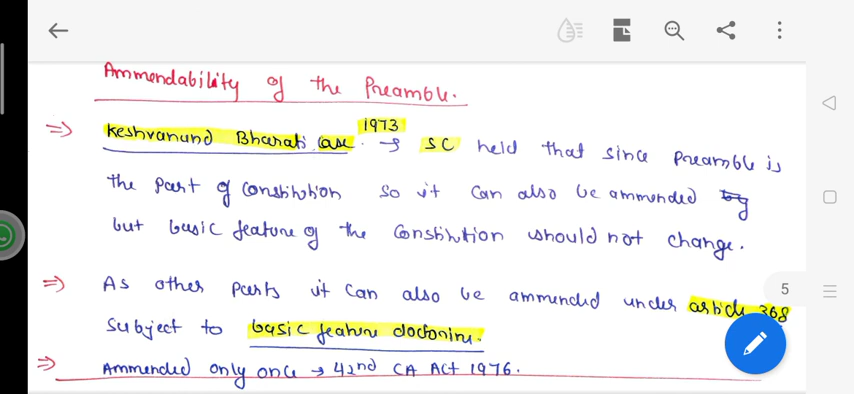 Ammendability of the Preamble.
1973
⇒ Keshvanand Bharati case. → SC held that since Preamble is
the part of constitution so it can also be ammended by
but basic feature of the Constitution should not change.
⇒ As other parts it can also be ammended under article 368
5
subject to basic feature doctorine.
⇒ Ammended only once → 42nd CA ACT 1976.